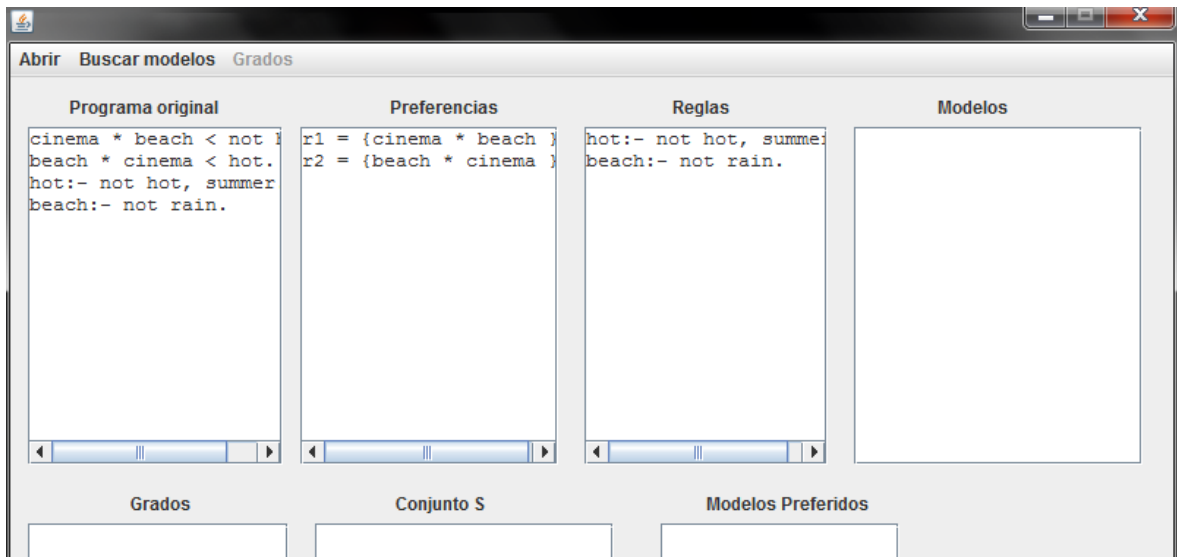 Abrir Buscar modelos Grados
Programa original Preferencias Reglas Modelos
cinema * beach < not
beach * cinema < hot.
hot:- not hot, summer
beach:- not rain.
r1 = {cinema * beach }
r2 = {beach * cinema }
hot:- not hot,
beach:- not rain.
Grados Conjunto S Modelos Preferidos